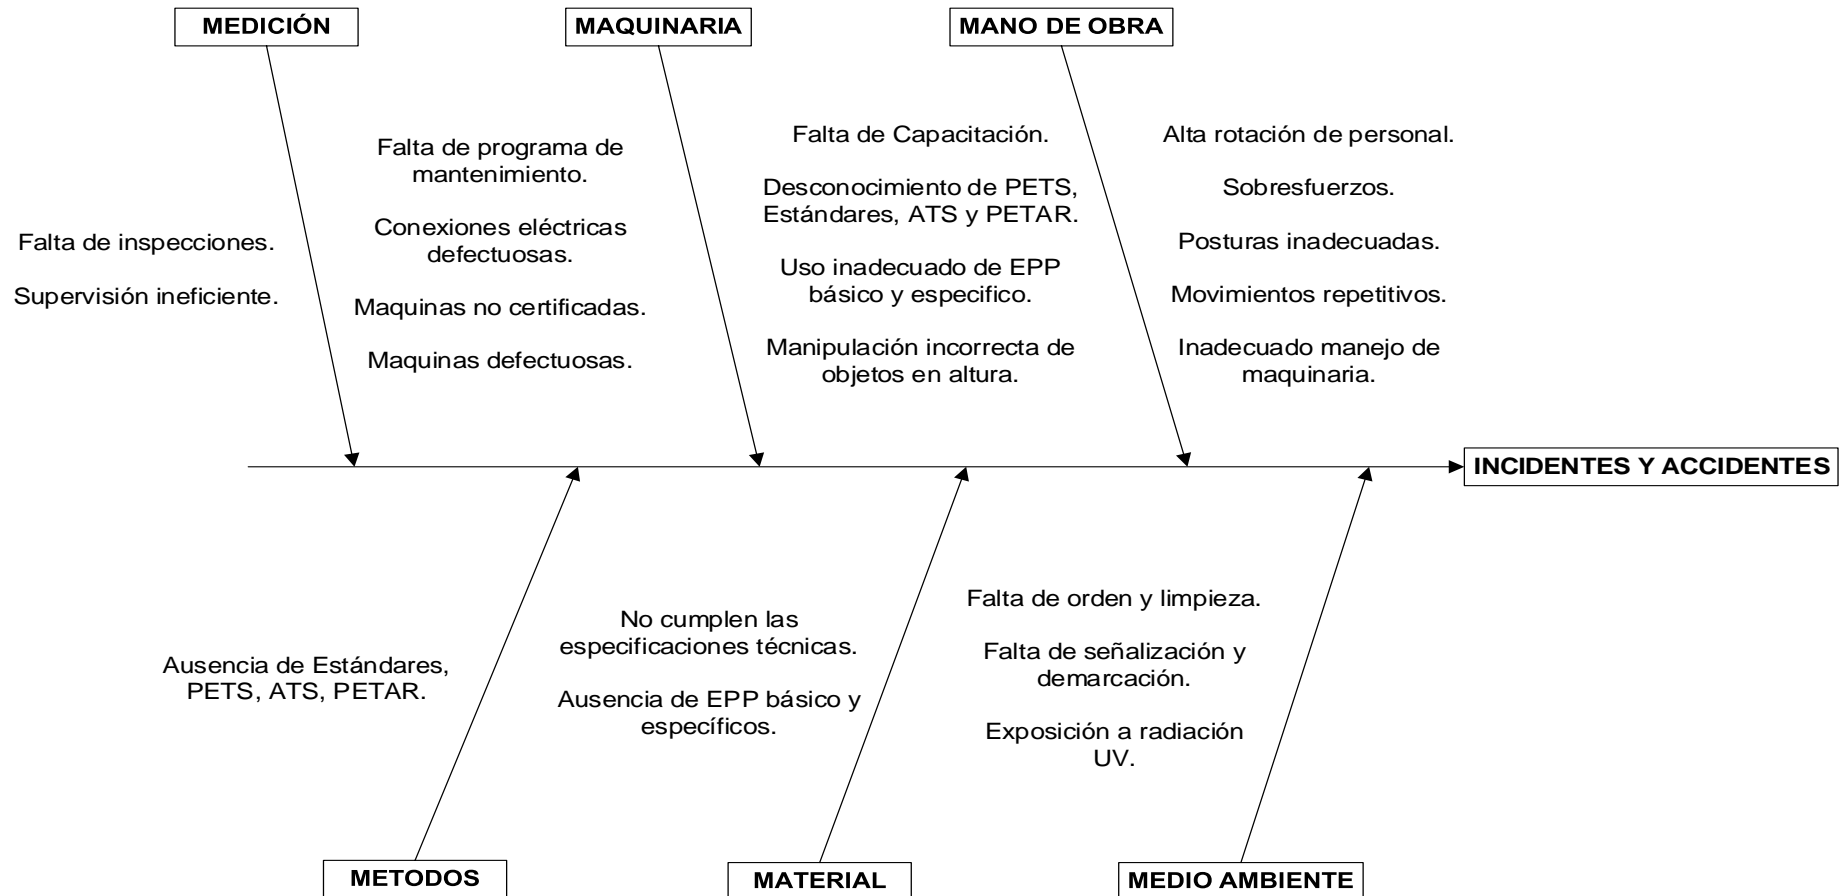 MEDICIÓN
MAQUINARIA
MANO DE OBRA
Falta de inspecciones.
Supervisión ineficiente.
Falta de programa de
mantenimiento.
Conexiones eléctricas
defectuosas.
Maquinas no certificadas.
Maquinas defectuosas.
Falta de Capacitación.
Desconocimiento de PETS,
Estándares, ATS y PETAR.
Uso inadecuado de EPP
básico y especifico.
Manipulación incorrecta de
objetos en altura.
Alta rotación de personal.
Sobresfuerzos.
Posturas inadecuadas.
Movimientos repetitivos.
Inadecuado manejo de
maquinaria.
INCIDENTES Y ACCIDENTES
Ausencia de Estándares,
PETS, ATS, PETAR.
No cumplen las
especificaciones técnicas.
Ausencia de EPP básico y
específicos.
Falta de orden y limpieza.
Falta de señalización y
demarcación.
Exposición a radiación
UV.
METODOS
MATERIAL
MEDIO AMBIENTE